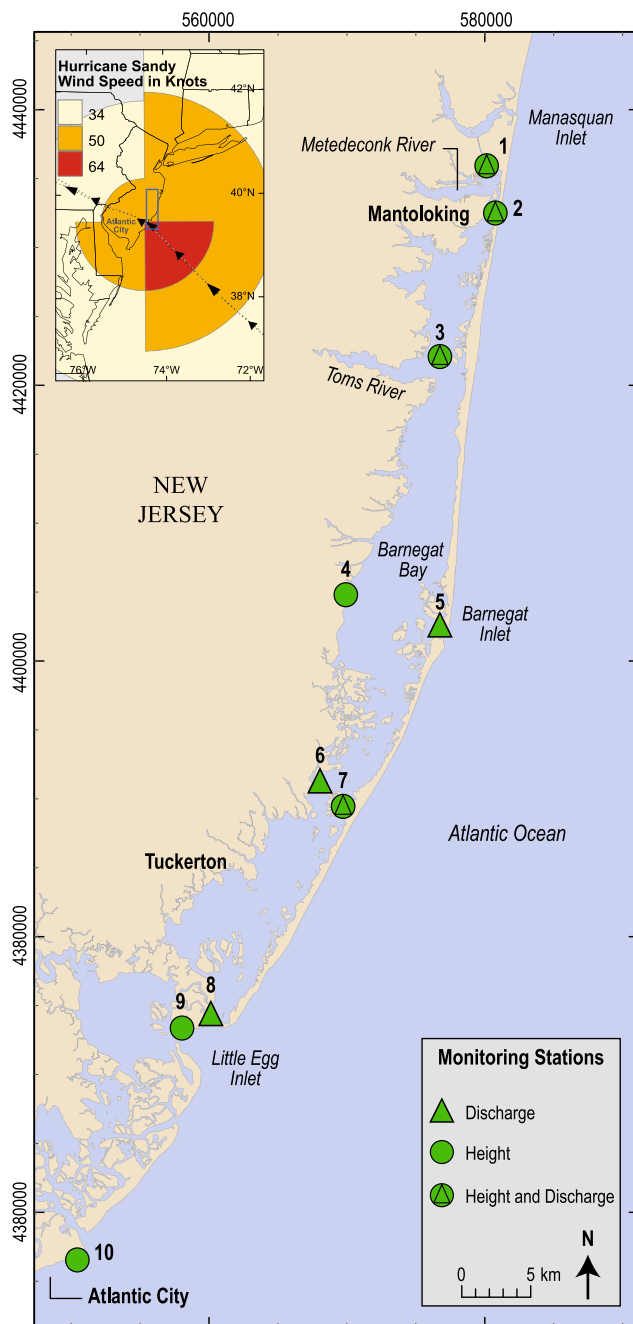 560000
580000
Hurricane Sandy
Wind Speed in Knots
34
50
64
42°N
40°N
38°N
Atlantic
City
76°W
74°W
72°W
4440000
4420000
4400000
4380000
4380000
Manasquan
Inlet
1
Metedeconk River
Mantoloking
2
3
Toms River
NEW
JERSEY
Barnegat
Bay
4
5
Barnegat
Inlet
6
7
Atlantic Ocean
Tuckerton
8
9
Little Egg
Inlet
10
Atlantic City
Monitoring Stations
Discharge
Height
Height and Discharge
N
0 5 km